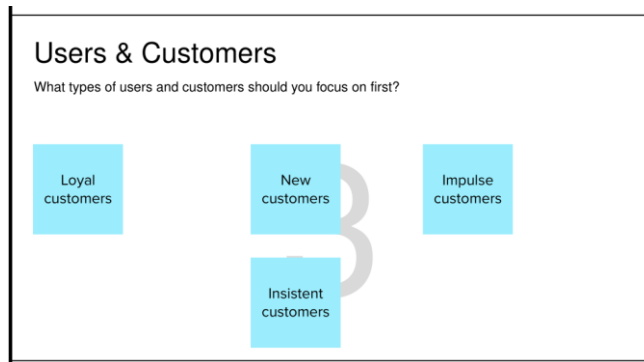 Users & Customers
What types of users and customers should you focus on first?
Loyal
customers
New
customers
Impulse
customers
3
Insistent
customers